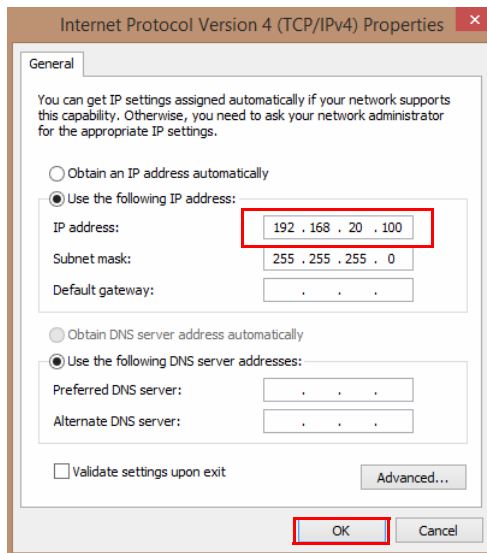 Internet Protocol Version 4 (TCP/IPv4) Properties
General
You can get IP settings assigned automatically if your network supports
this capability. Otherwise, you need to ask your network administrator
for the appropriate IP settings.
Obtain an IP address automatically
Use the following IP address:
IP address: 192 . 168 . 20 . 100
Subnet mask: 255 . 255 . 255 . 0
Default gateway: . . .
Obtain DNS server address automatically
Use the following DNS server addresses:
Preferred DNS server: . . .
Alternate DNS server: . . .
Validate settings upon exit
Advanced...
OK Cancel